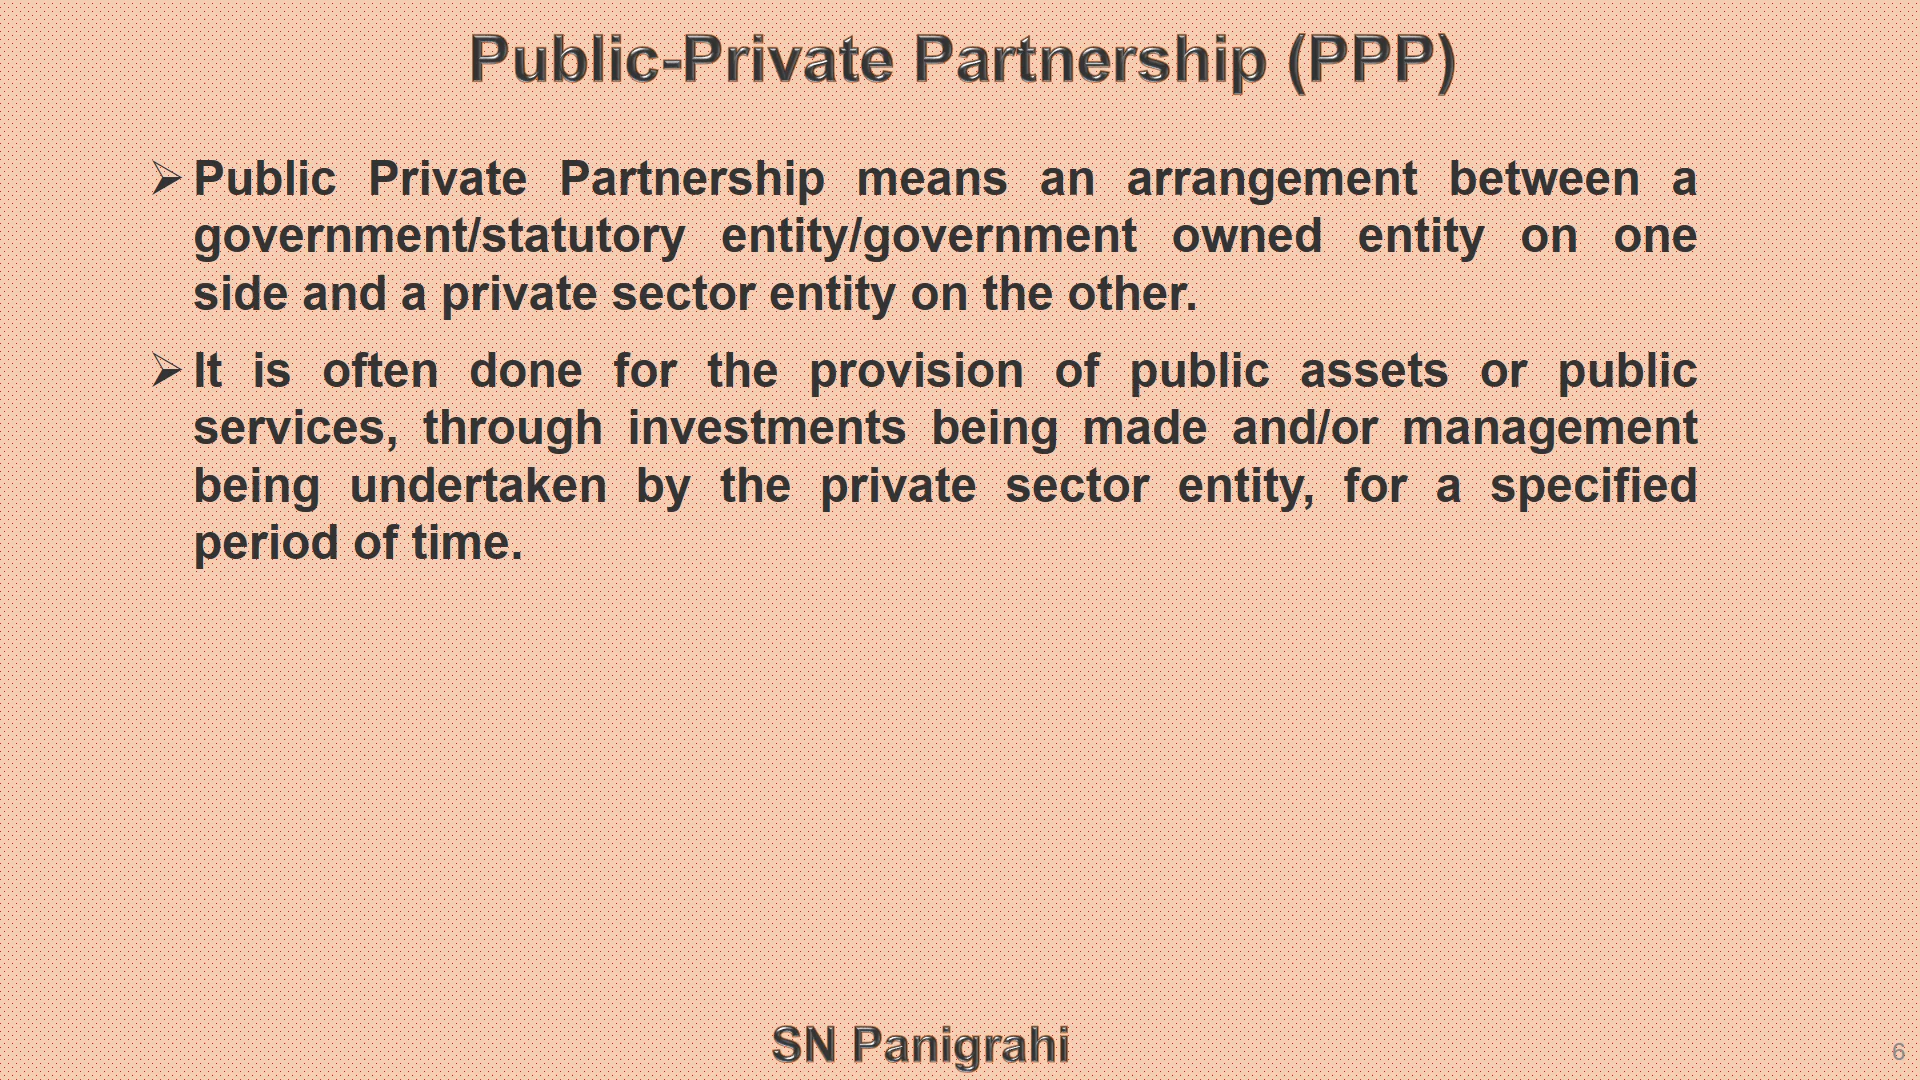 Public-Private Partnership (PPP)
Public Private Partnership means an arrangement between a
government/statutory entity/government owned entity on one
side and a private sector entity on the other.
It is often done for the provision of public assets or public
services, through investments being made and/or management
being undertaken by the private sector entity, for a specified
period of time.
SN Panigrahi
6